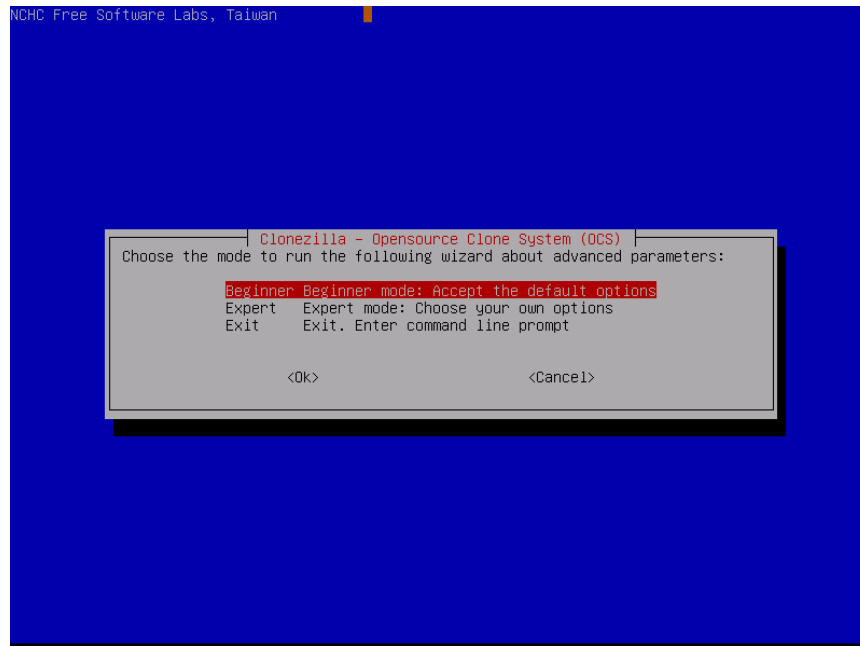 NCHC Free Software Labs, Taiwan
Clonezilla - Opensource Clone System (OCS)
Choose the mode to run the following wizard about advanced parameters:
Beginner Beginner mode: Accept the default options
Expert Expert mode: Choose your own options
Exit Exit. Enter command line prompt
<Ok> <Cancel>